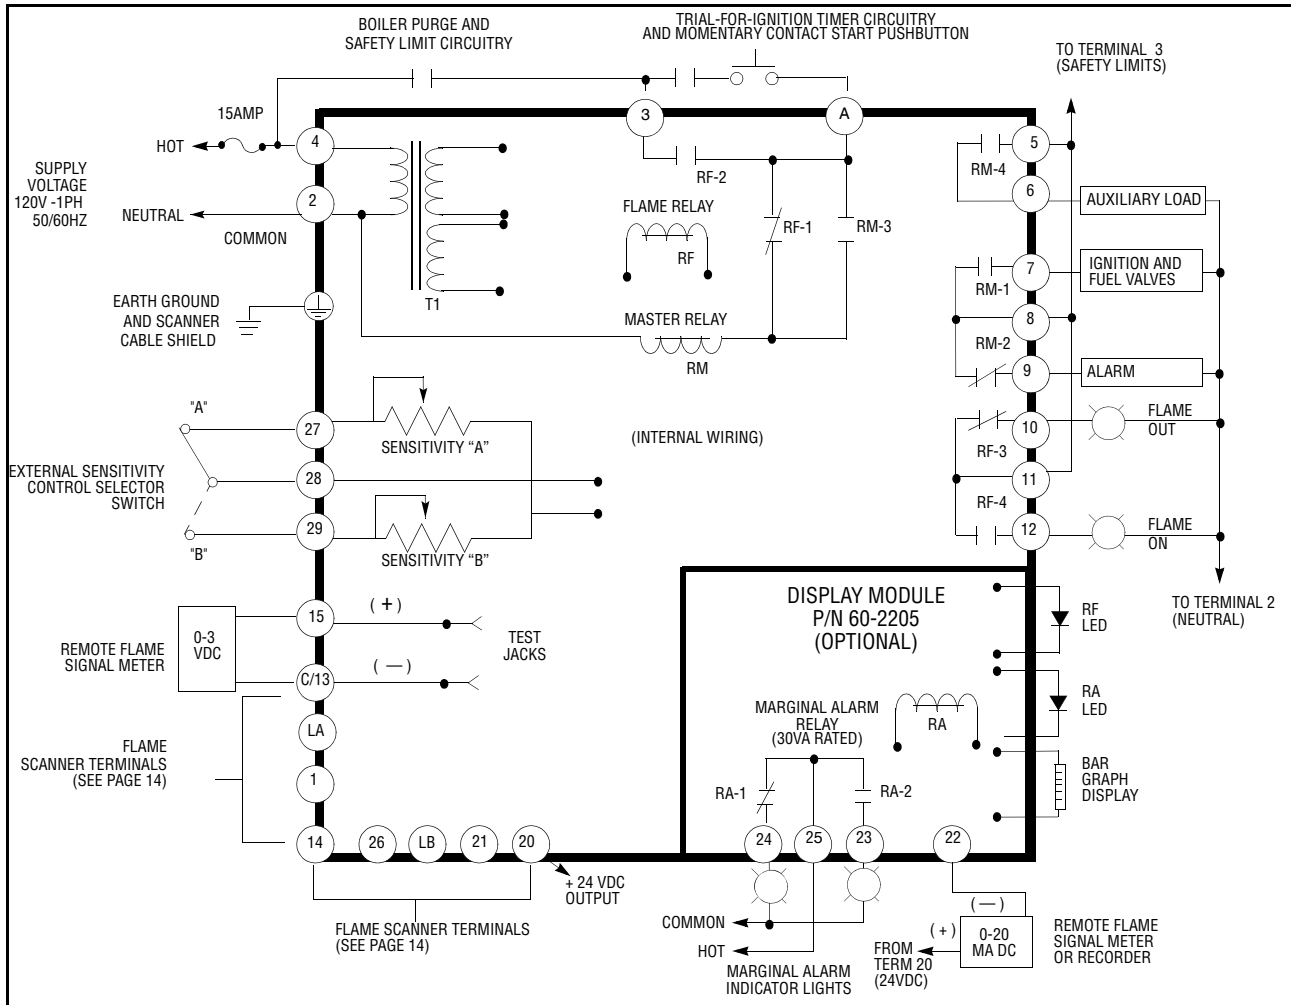 BOILER PURGE AND
SAFETY LIMIT CIRCUITRY
TRIAL-FOR-IGNITION TIMER CIRCUITRY
AND MOMENTARY CONTACT START PUSHBUTTON
TO TERMINAL 3
(SAFETY LIMITS)
15AMP
HOT
SUPPLY
VOLTAGE
120V -1PH
50/60HZ
NEUTRAL
COMMON
4
2
3
A
RF-2
FLAME RELAY
RF
RF-1
RM-3
T1
MASTER RELAY
RM
EARTH GROUND
AND SCANNER
CABLE SHIELD
5
RM-4
6
AUXILIARY LOAD
7
RM-1
IGNITION AND
FUEL VALVES
8
RM-2
9
ALARM
10
RF-3
FLAME
OUT
11
RF-4
12
FLAME
ON
TO TERMINAL 2
(NEUTRAL)
"A"
27
SENSITIVITY “A”
(INTERNAL WIRING)
EXTERNAL SENSITIVITY
CONTROL SELECTOR
SWITCH
28
29
"B"
SENSITIVITY “B”
15
( + )
0-3
VDC
REMOTE FLAME
SIGNAL METER
TEST
JACKS
C/13
( — )
LA
FLAME
SCANNER TERMINALS
(SEE PAGE 14)
1
14
26
LB
21
20
+ 24 VDC
OUTPUT
FLAME SCANNER TERMINALS
(SEE PAGE 14)
DISPLAY MODULE
P/N 60-2205
(OPTIONAL)
RF
LED
RA
LED
MARGINAL ALARM
RELAY
(30VA RATED)
RA
BAR
GRAPH
DISPLAY
RA-1
RA-2
24
25
23
22
COMMON
HOT
MARGINAL ALARM
INDICATOR LIGHTS
( — )
( + )
0-20
MA DC
FROM
TERM 20
(24VDC)
REMOTE FLAME
SIGNAL METER
OR RECORDER